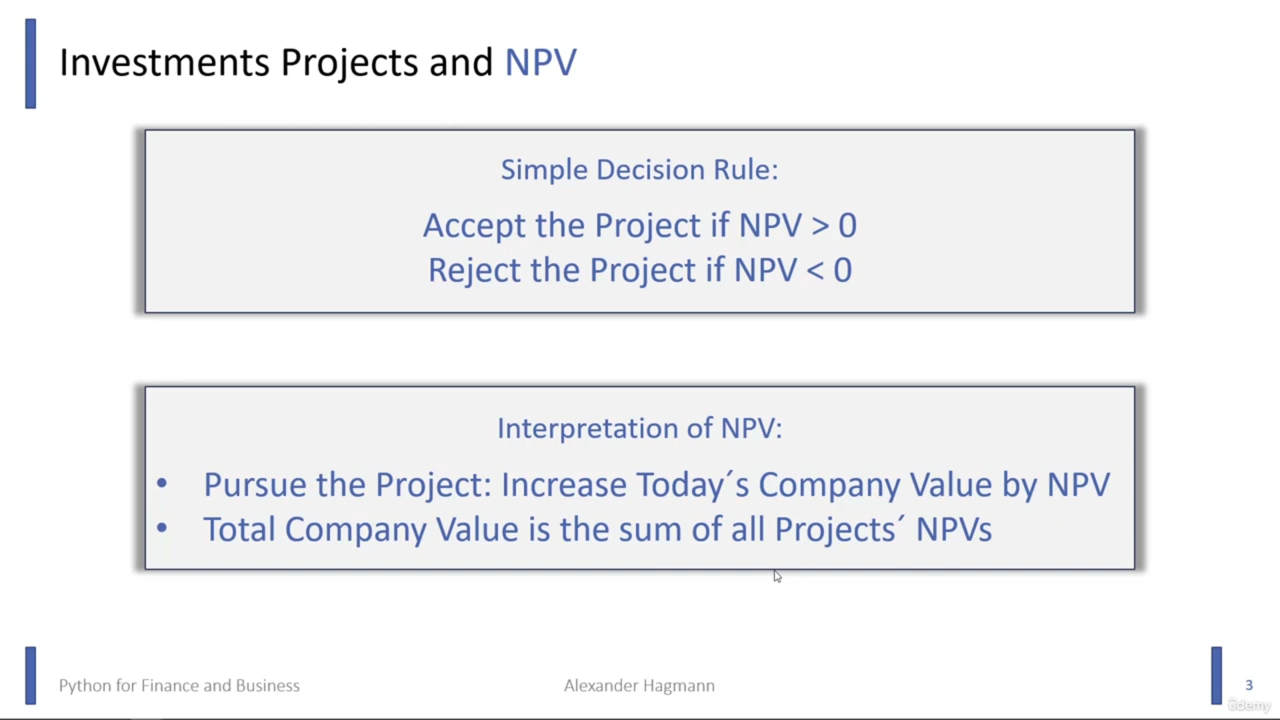 Investments Projects and NPV
Simple Decision Rule:
Accept the Project if NPV > 0
Reject the Project if NPV < 0
Interpretation of NPV:
• Pursue the Project: Increase Today´s Company Value by NPV
• Total Company Value is the sum of all Projects´ NPVs
Python for Finance and Business
Alexander Hagmann
3
ûdemy